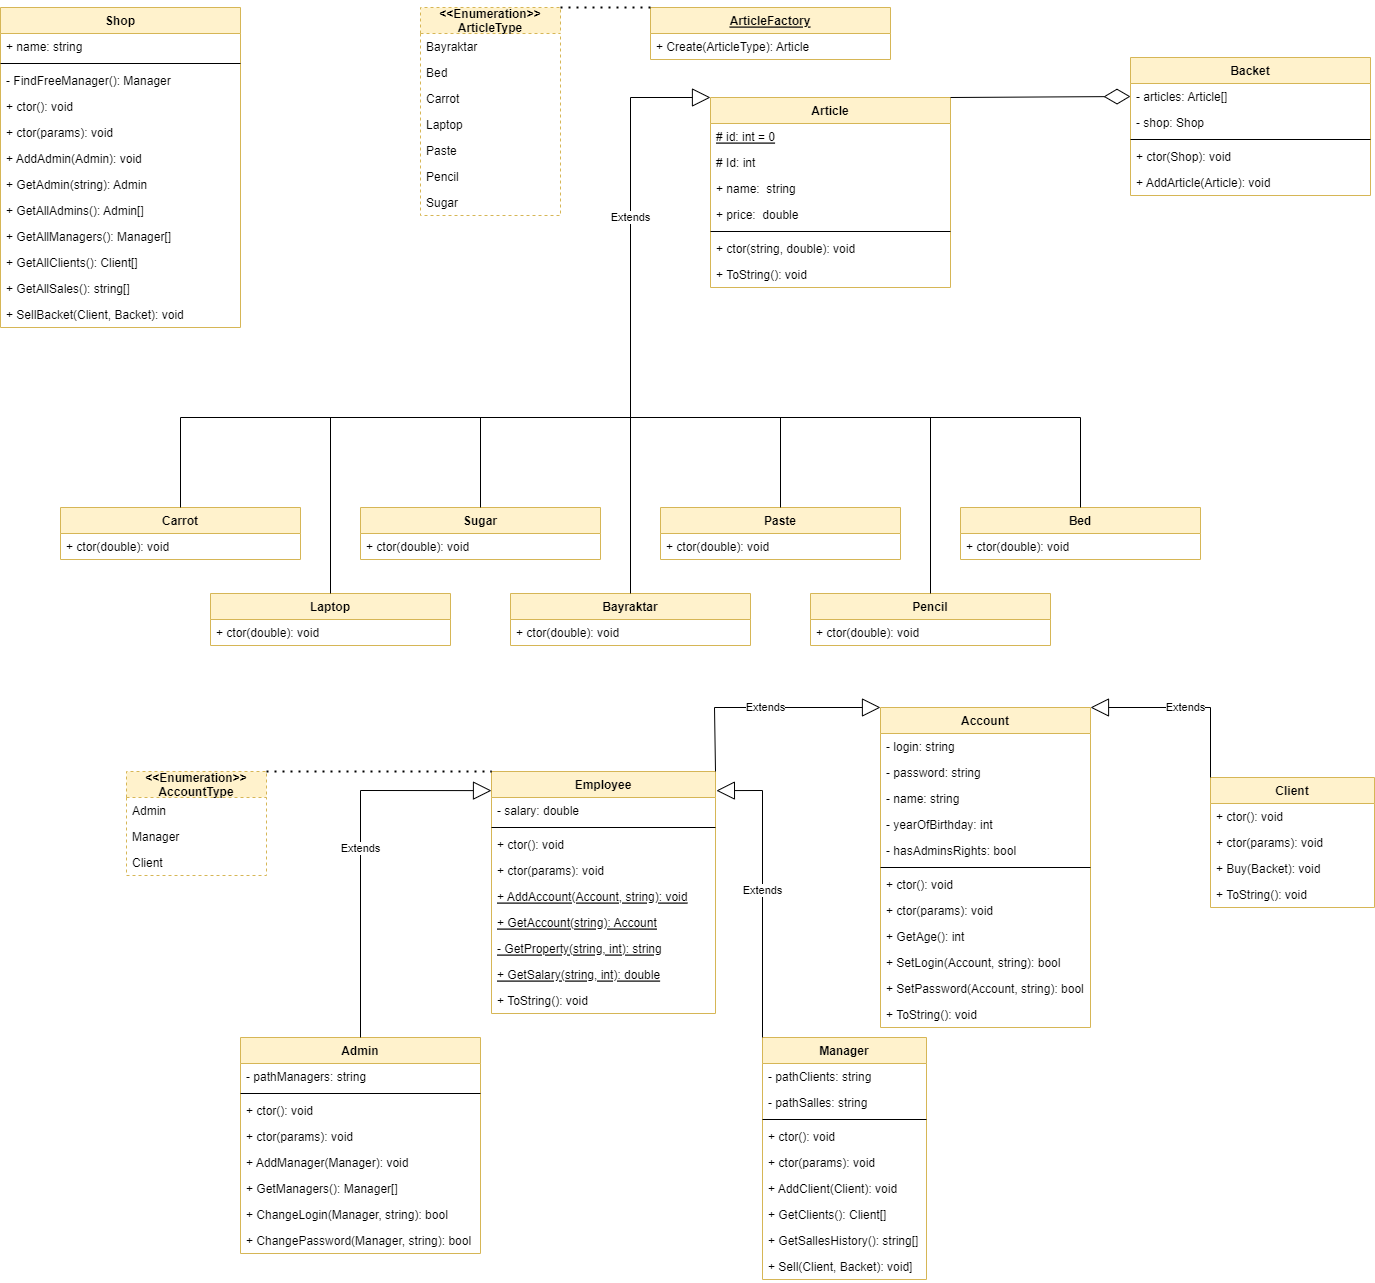 Shop
+ name: string
- FindFreeManager(): Manager
+ ctor(): void
+ ctor(params): void
+ AddAdmin(Admin): void
+ GetAdmin(string): Admin
+ GetAllAdmins(): Admin[]
+ GetAllManagers(): Manager[]
+ GetAllClients(): Client[]
+ GetAllSales(): string[]
+ SellBacket(Client, Backet): void
<<Enumeration>>
ArticleType
Bayraktar
Bed
Carrot
Laptop
Paste
Pencil
Sugar
ArticleFactory
+ Create(ArticleType): Article
Article
# id: int = 0
# Id: int
+ name:  string
+ price:  double
+ ctor(string, double): void
+ ToString(): void
Backet
- articles: Article[]
- shop: Shop
+ ctor(Shop): void
+ AddArticle(Article): void
Extends
Carrot
+ ctor(double): void
Sugar
+ ctor(double): void
Paste
+ ctor(double): void
Bed
+ ctor(double): void
Laptop
+ ctor(double): void
Bayraktar
+ ctor(double): void
Pencil
+ ctor(double): void
Extends
Extends
Account
- login: string
- password: string
- name: string
- yearOfBirthday: int
- hasAdminsRights: bool
+ ctor(): void
+ ctor(params): void
+ GetAge(): int
+ SetLogin(Account, string): bool
+ SetPassword(Account, string): bool
+ ToString(): void
Client
+ ctor(): void
+ ctor(params): void
+ Buy(Backet): void
+ ToString(): void
<<Enumeration>>
AccountType
Admin
Manager
Client
Employee
- salary: double
+ ctor(): void
+ ctor(params): void
+ AddAccount(Account, string): void
+ GetAccount(string): Account
- GetProperty(string, int): string
+ GetSalary(string, int): double
+ ToString(): void
Extends
Extends
Admin
- pathManagers: string
+ ctor(): void
+ ctor(params): void
+ AddManager(Manager): void
+ GetManagers(): Manager[]
+ ChangeLogin(Manager, string): bool
+ ChangePassword(Manager, string): bool
Manager
- pathClients: string
- pathSalles: string
+ ctor(): void
+ ctor(params): void
+ AddClient(Client): void
+ GetClients(): Client[]
+ GetSallesHistory(): string[]
+ Sell(Client, Backet): void]